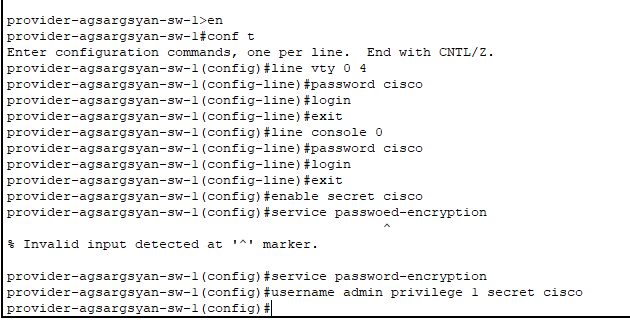 provider-agsargsyan-sw-1>en
provider-agsargsyan-sw-1#conf t
Enter configuration commands, one per line.  End with CNTL/Z.
provider-agsargsyan-sw-1(config)#line vty 0 4
provider-agsargsyan-sw-1(config-line)#password cisco
provider-agsargsyan-sw-1(config-line)#login
provider-agsargsyan-sw-1(config-line)#exit
provider-agsargsyan-sw-1(config)#line console 0
provider-agsargsyan-sw-1(config-line)#password cisco
provider-agsargsyan-sw-1(config-line)#login
provider-agsargsyan-sw-1(config-line)#exit
provider-agsargsyan-sw-1(config)#enable secret cisco
provider-agsargsyan-sw-1(config)#service passwoed-encryption
^
% Invalid input detected at '^' marker.
provider-agsargsyan-sw-1(config)#service password-encryption
provider-agsargsyan-sw-1(config)#username admin privilege 1 secret cisco
provider-agsargsyan-sw-1(config)#